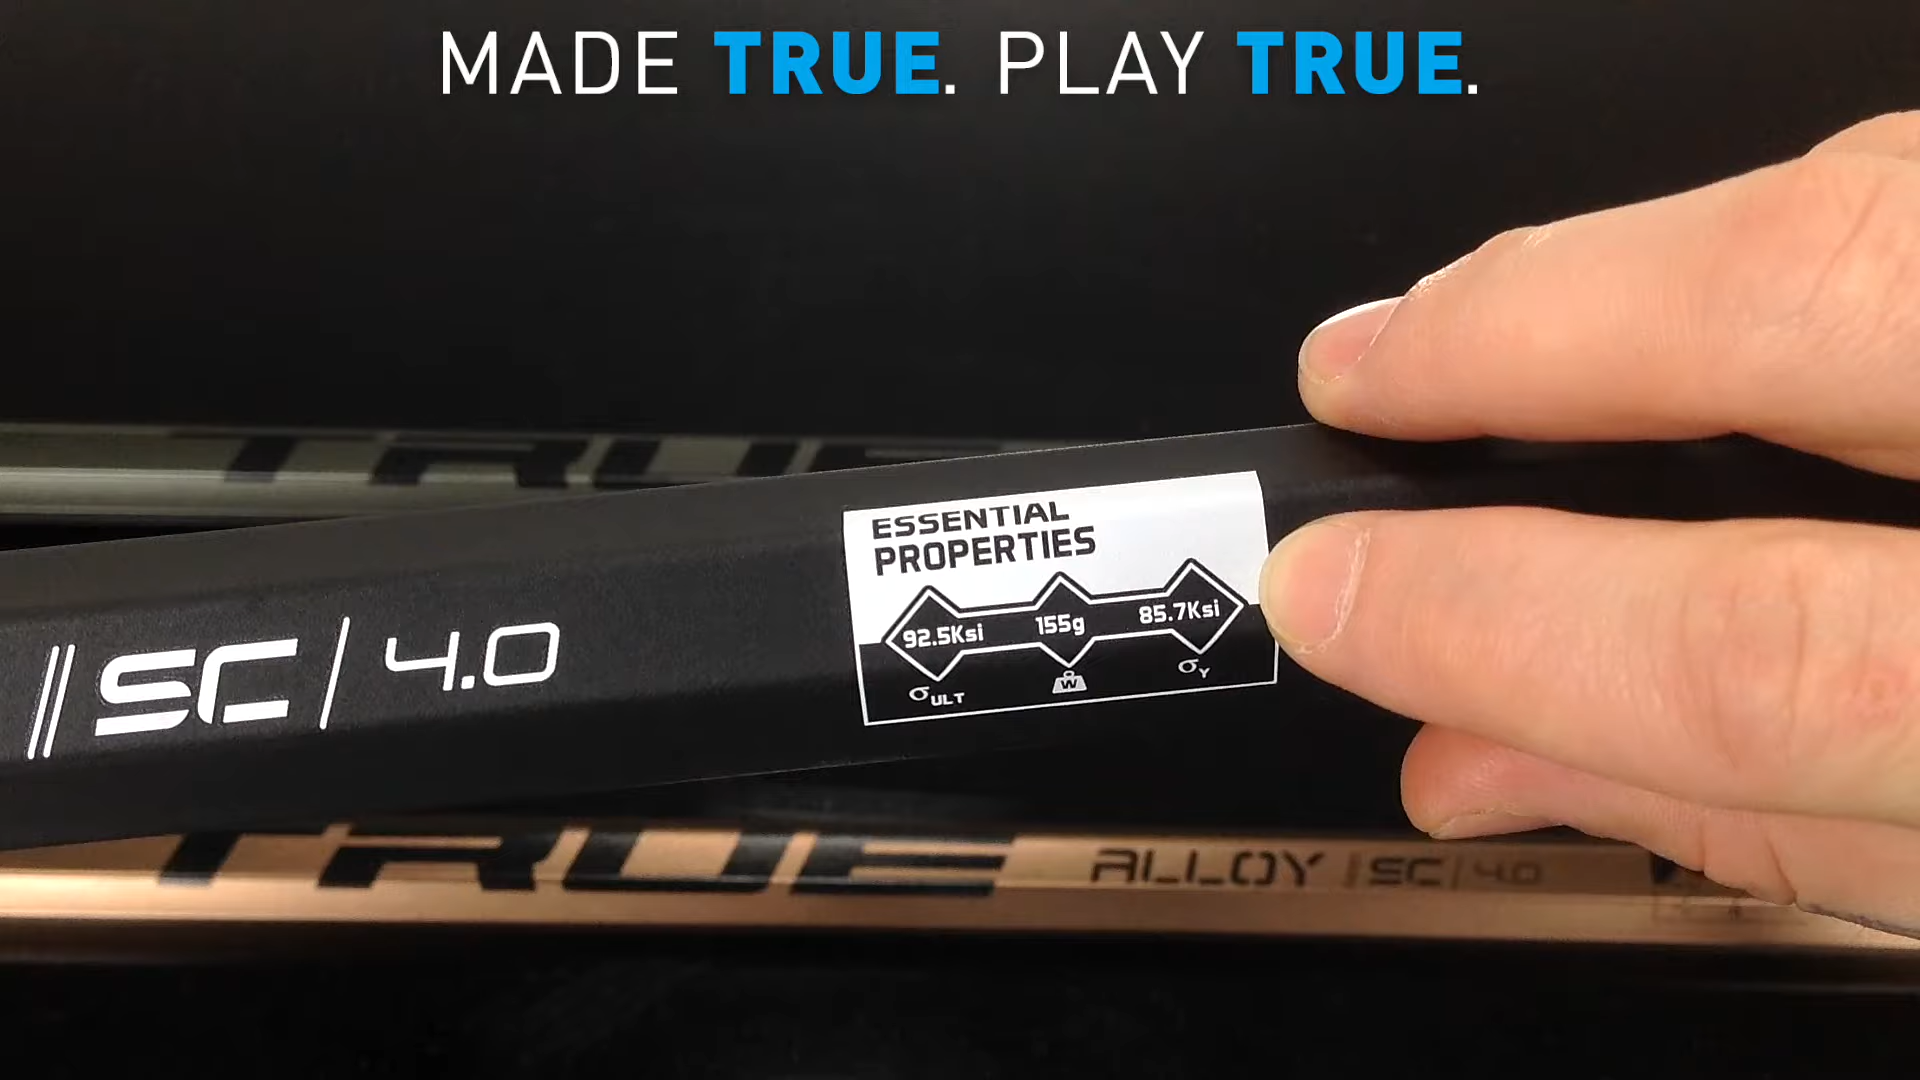 MADE TRUE. PLAY TRUE.
TRUE
ESSENTIAL
PROPERTIES
92.5Ksi 155g 85.7Ksi
σULT W σY
SC | 4.0
TRUE ALLOY SC | 4.0